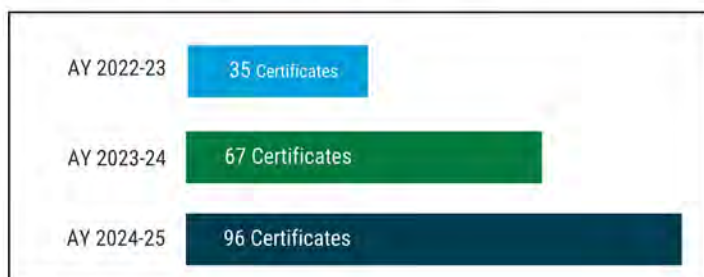 AY 2022-23 35 Certificates
AY 2023-24 67 Certificates
AY 2024-25 96 Certificates